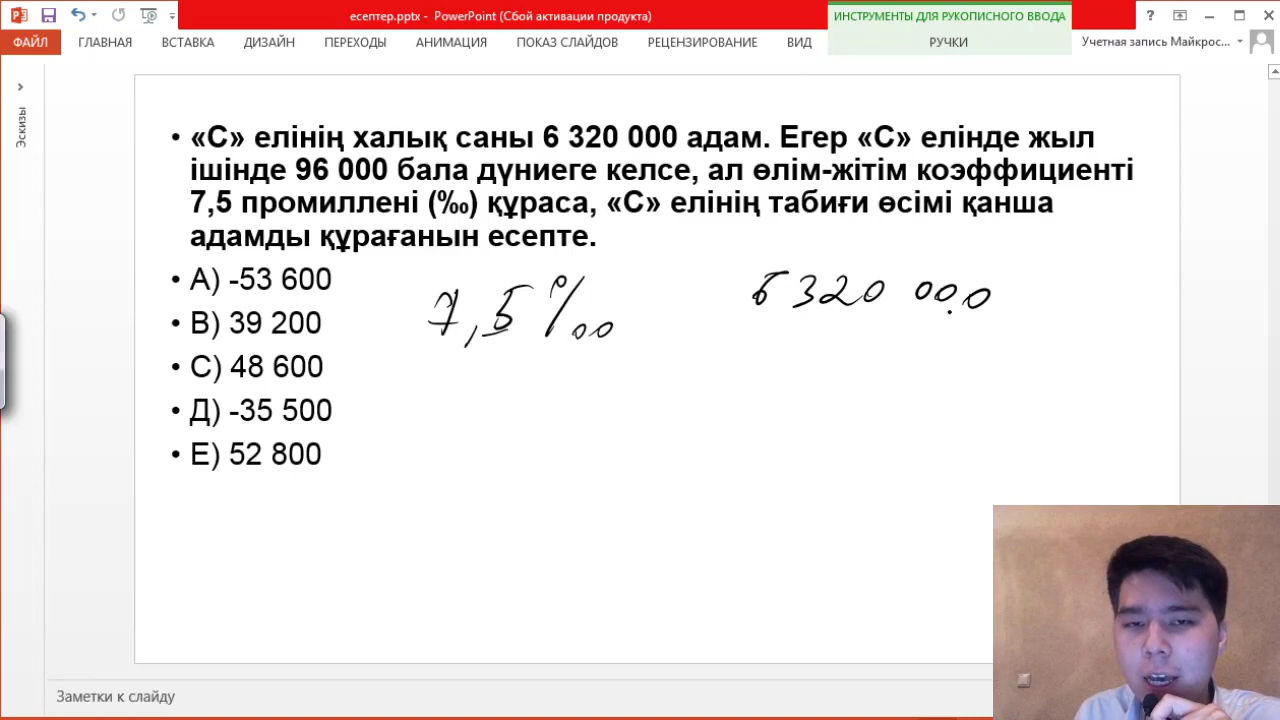 есептер.pptx - PowerPoint (Сбой активации продукта)
ИНСТРУМЕНТЫ ДЛЯ РУКОПИСНОГО ВВОДА
ФАЙЛ ГЛАВНАЯ ВСТАВКА ДИЗАЙН ПЕРЕХОДЫ АНИМАЦИЯ ПОКАЗ СЛАЙДОВ РЕЦЕНЗИРОВАНИЕ ВИД РУЧКИ Учетная запись Майкрос...
Эскизы
• «С» елінің халық саны 6 320 000 адам. Егер «С» елінде жыл
ішінде 96 000 бала дүниеге келсе, ал өлім-жітім коэффициенті
7,5 промиллені (‰) құраса, «С» елінің табиғи өсімі қанша
адамды құрағанын есепте.
• А) -53 600
• В) 39 200
• С) 48 600
• Д) -35 500
• Е) 52 800
7,5 ‰
6 320 000
Заметки к слайду